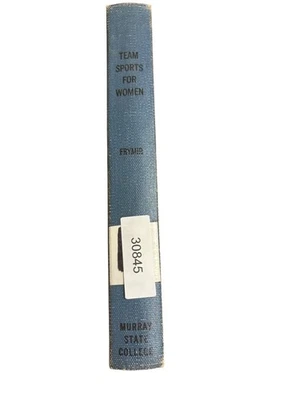 TEAM
SPORTS
FOR
WOMEN
FRYMIR
30845
MURRAY
STATE
COLLEGE